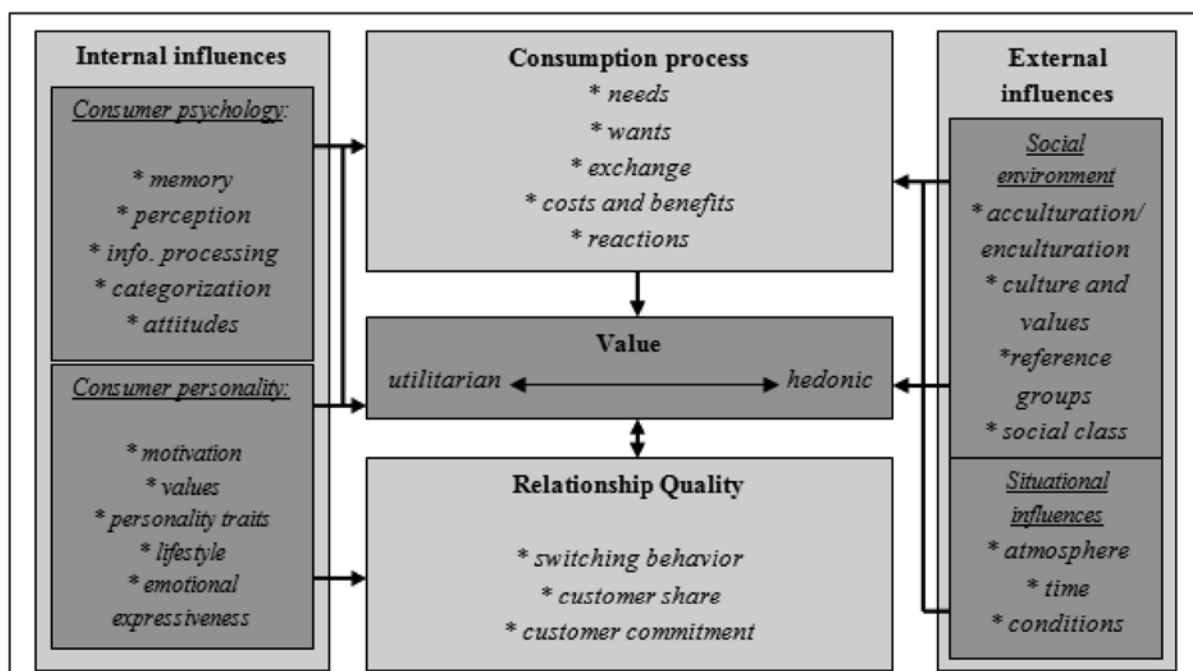 Internal influences
Consumer psychology:
* memory
* perception
* info. processing
* categorization
* attitudes
Consumer personality:
* motivation
* values
* personality traits
* lifestyle
* emotional
expressiveness
Consumption process
* needs
* wants
* exchange
* costs and benefits
* reactions
Value
utilitarian hedonic
Relationship Quality
* switching behavior
* customer share
* customer commitment
External
influences
Social
environment
* acculturation/
enculturation
* culture and
values
*reference
groups
* social class
Situational
influences
* atmosphere
* time
* conditions